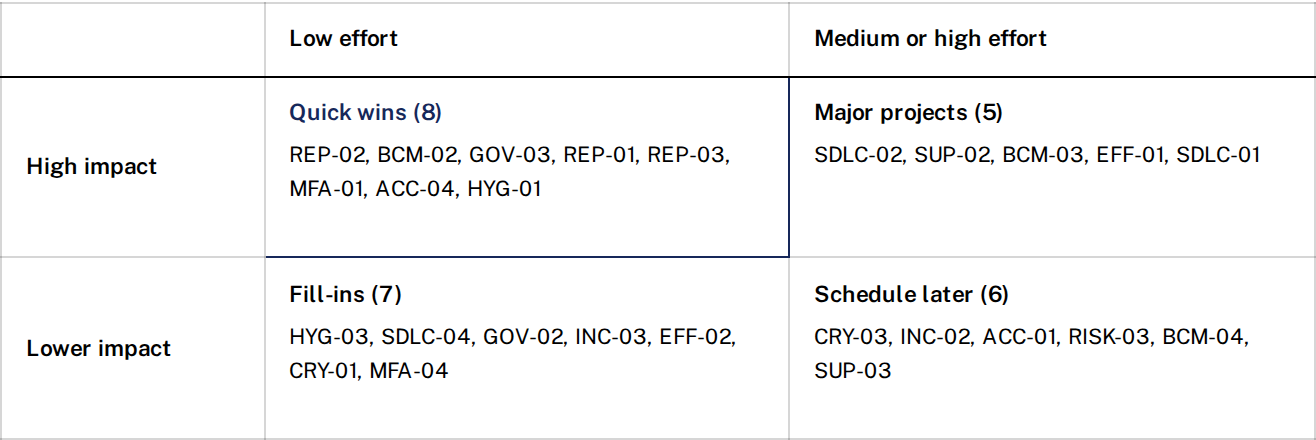 Low effort
Medium or high effort
High impact
Quick wins (8)
REP-02, BCM-02, GOV-03, REP-01, REP-03,
MFA-01, ACC-04, HYG-01
Major projects (5)
SDLC-02, SUP-02, BCM-03, EFF-01, SDLC-01
Lower impact
Fill-ins (7)
HYG-03, SDLC-04, GOV-02, INC-03, EFF-02,
CRY-01, MFA-04
Schedule later (6)
CRY-03, INC-02, ACC-01, RISK-03, BCM-04,
SUP-03